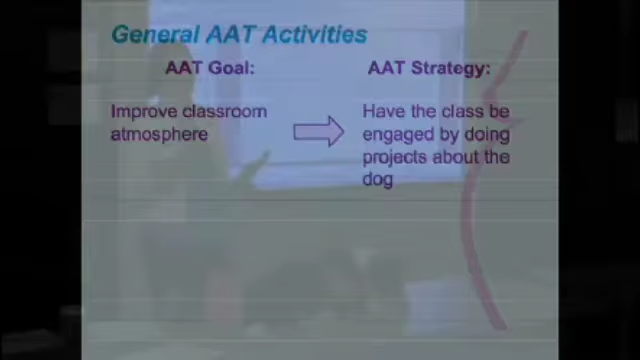 General AAT Activities
AAT Goal:
AAT Strategy:
Improve classroom
atmosphere
Have the class be
engaged by doing
projects about the
dog